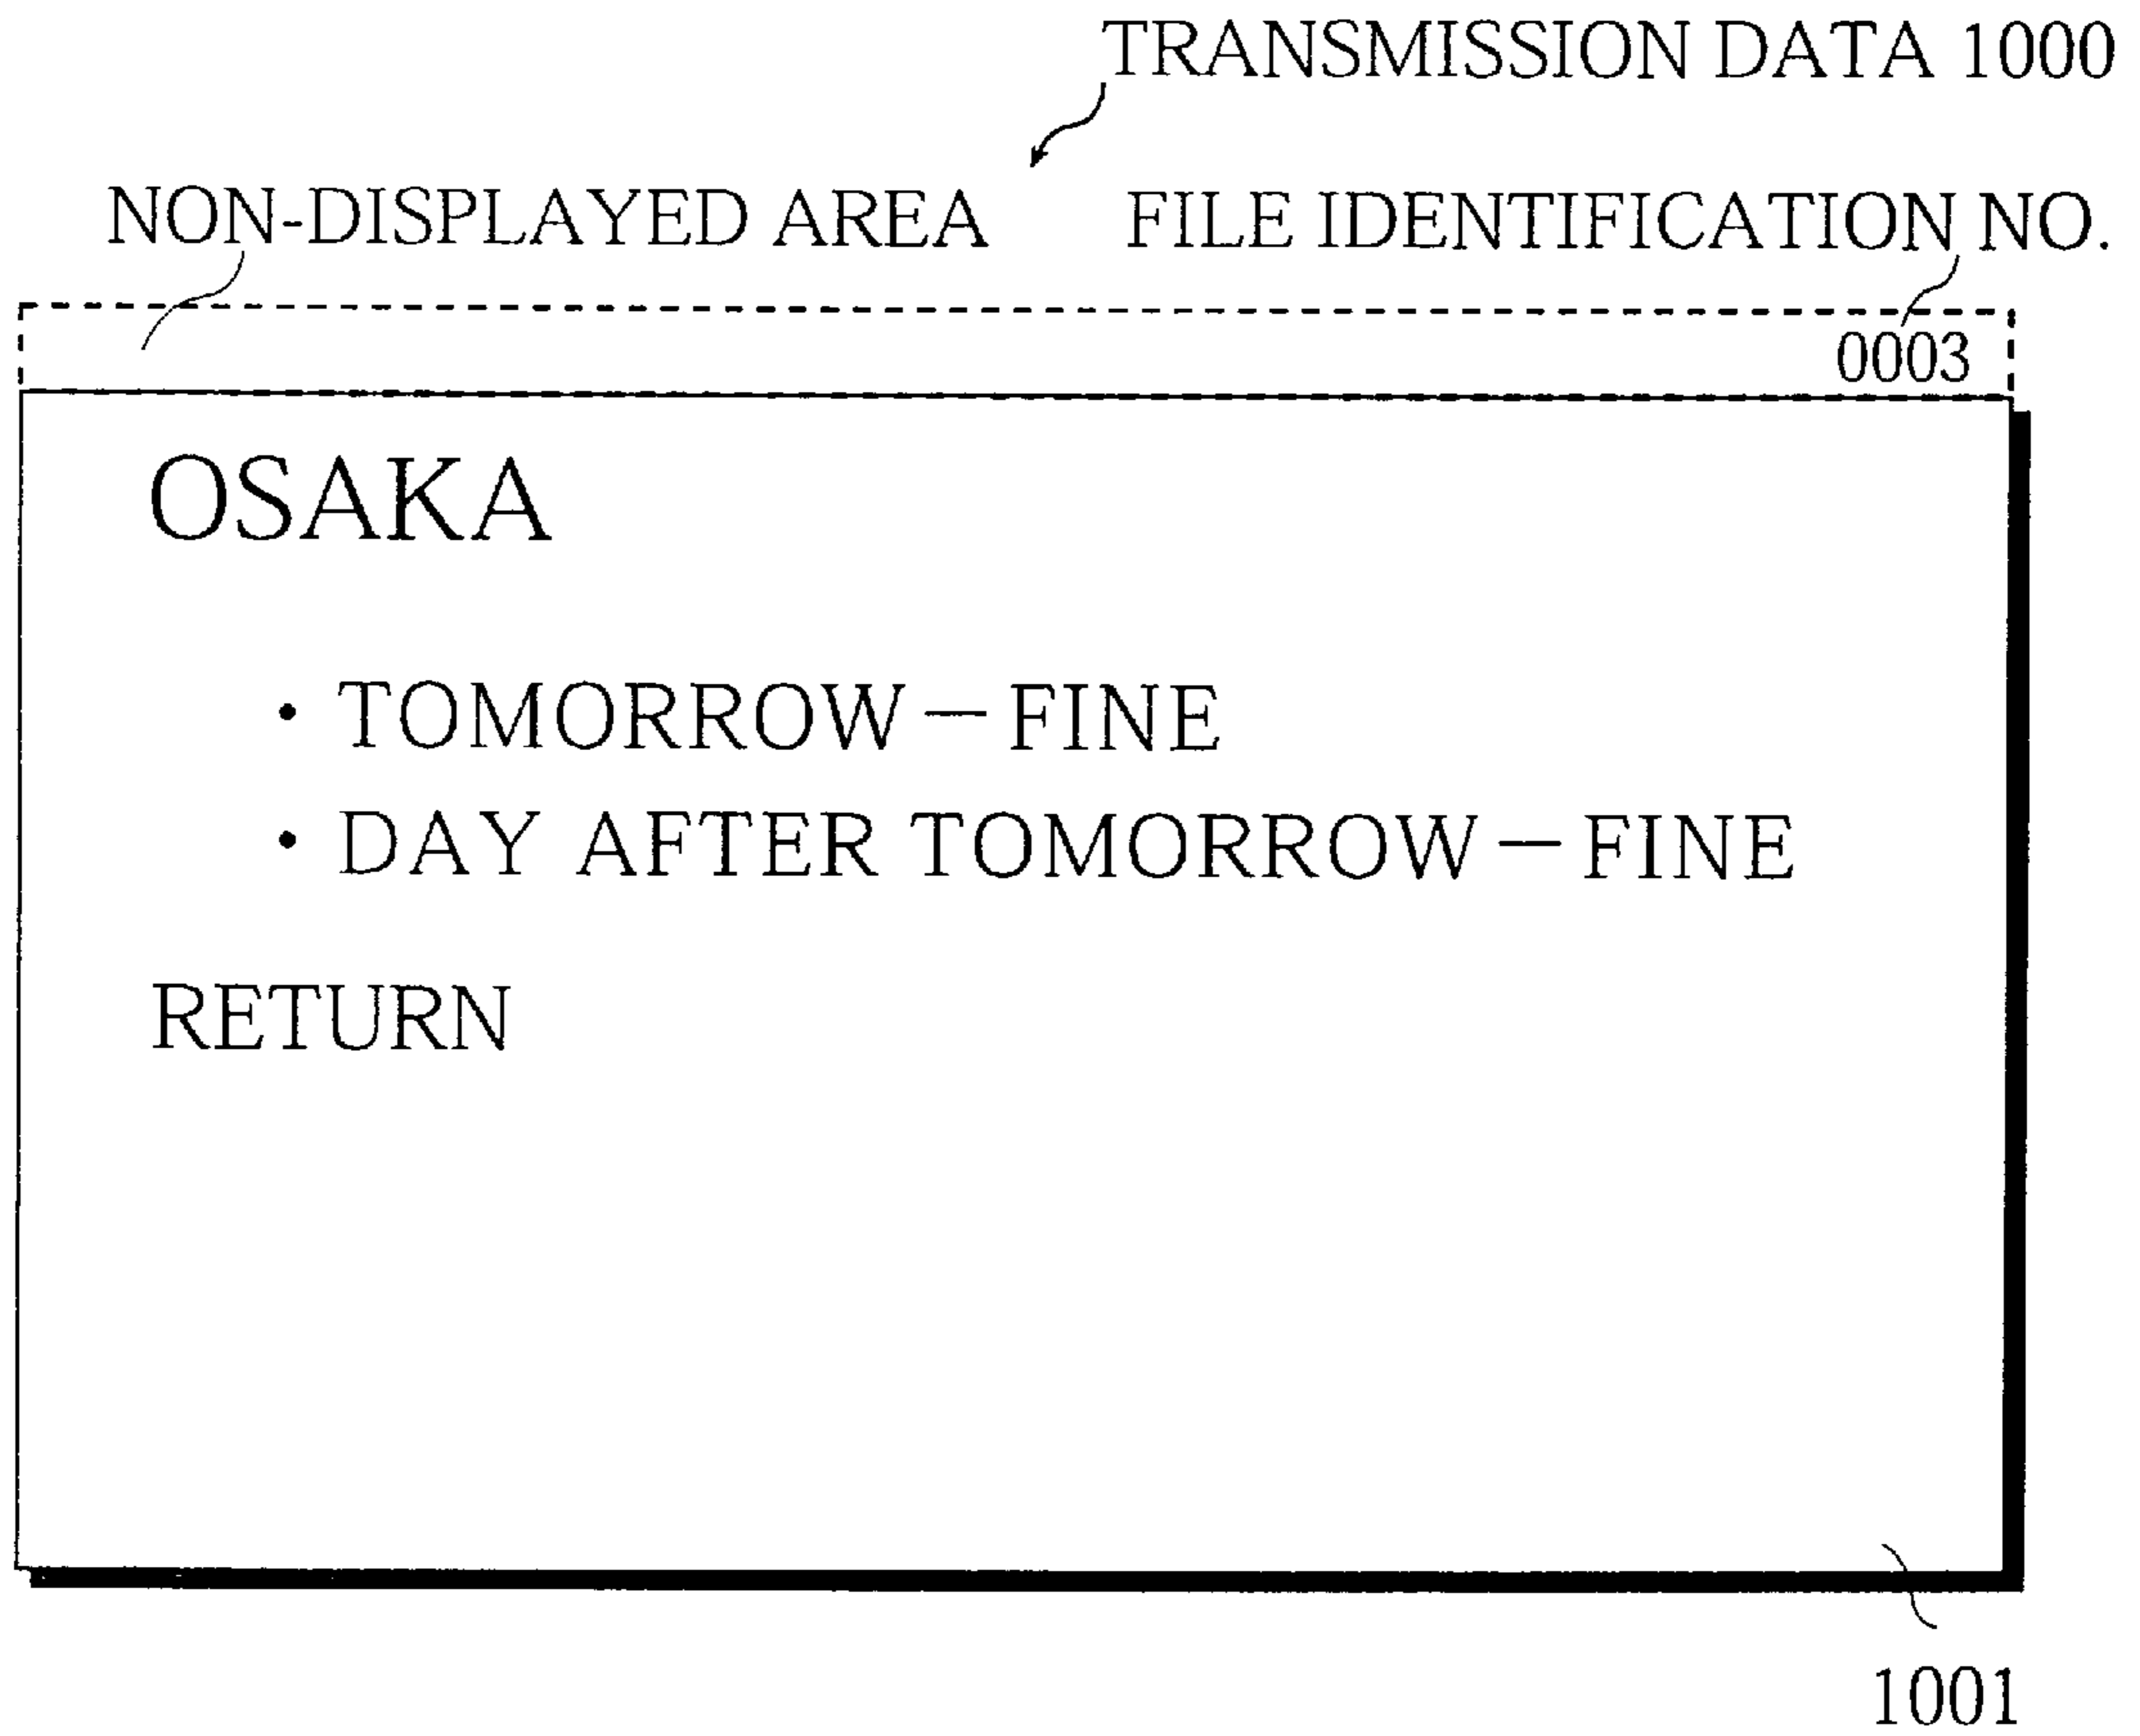 TRANSMISSION DATA 1000
NON-DISPLAYED AREA FILE IDENTIFICATION NO.
0003
OSAKA
• TOMORROW—FINE
• DAY AFTER TOMORROW—FINE
RETURN
1001